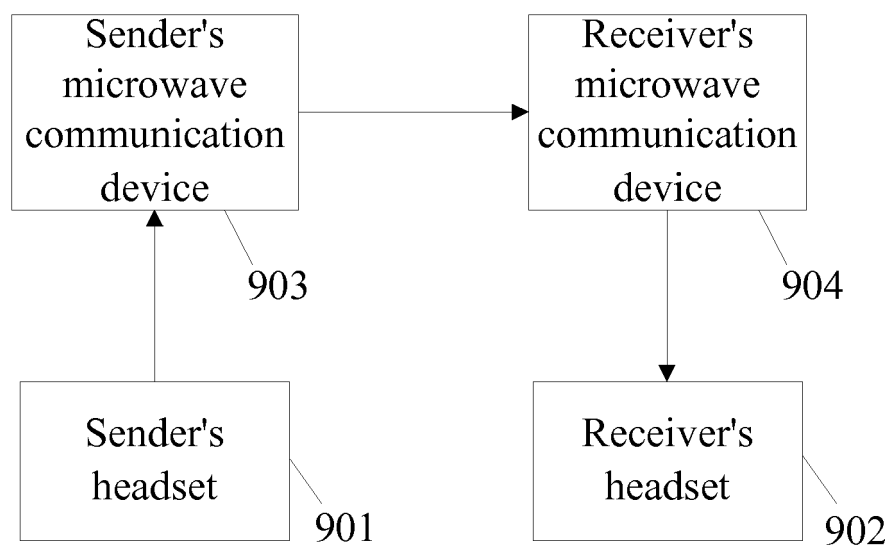 Sender's
microwave
communication
device
903
Receiver's
microwave
communication
device
904
Sender's
headset
901
Receiver's
headset
902